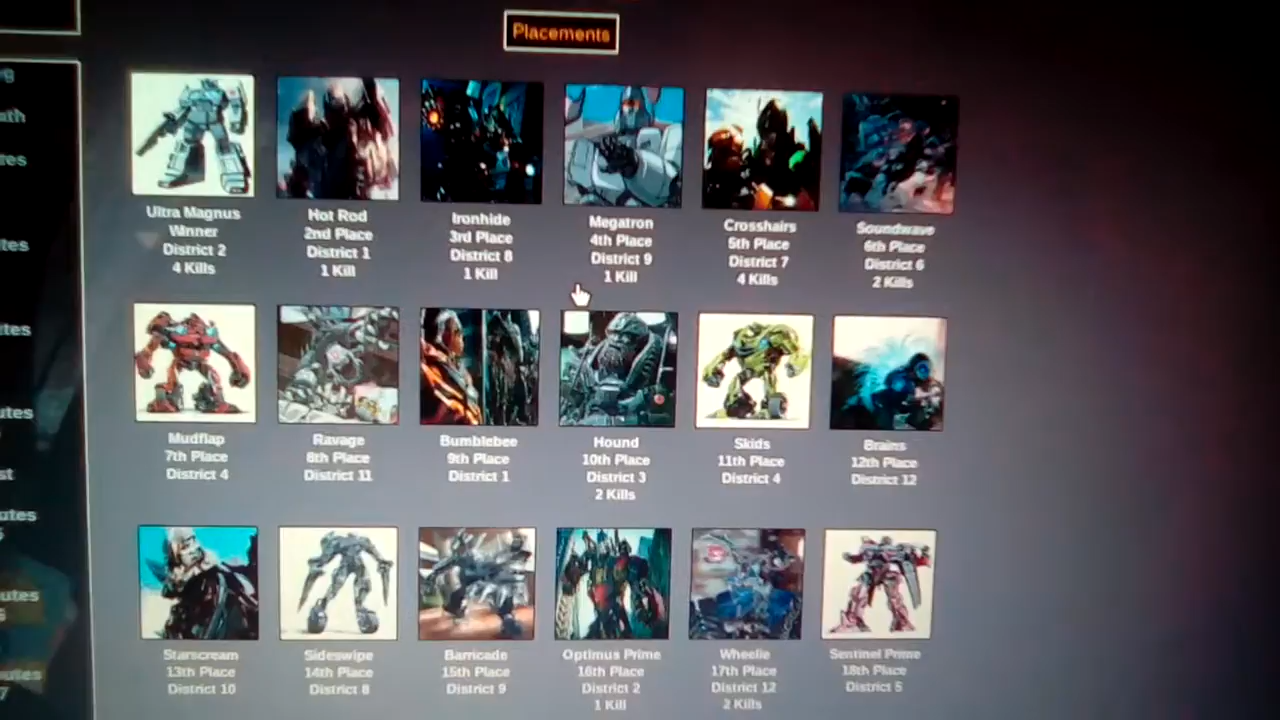 Placements
Ultra Magnus
Winner
District 2
4 Kills
Hot Rod
2nd Place
District 1
1 Kill
Ironhide
3rd Place
District 8
1 Kill
Megatron
4th Place
District 9
1 Kill
Crosshairs
5th Place
District 7
4 Kills
Soundwave
6th Place
District 6
2 Kills
Mudflap
7th Place
District 4
Ravage
8th Place
District 11
Bumblebee
9th Place
District 1
Hound
10th Place
District 3
2 Kills
Skids
11th Place
District 4
Brains
12th Place
District 12
Starscream
13th Place
District 10
Sideswipe
14th Place
District 8
Barricade
15th Place
District 9
Optimus Prime
16th Place
District 2
1 Kill
Wheelie
17th Place
District 12
2 Kills
Sentinel Prime
18th Place
District 5